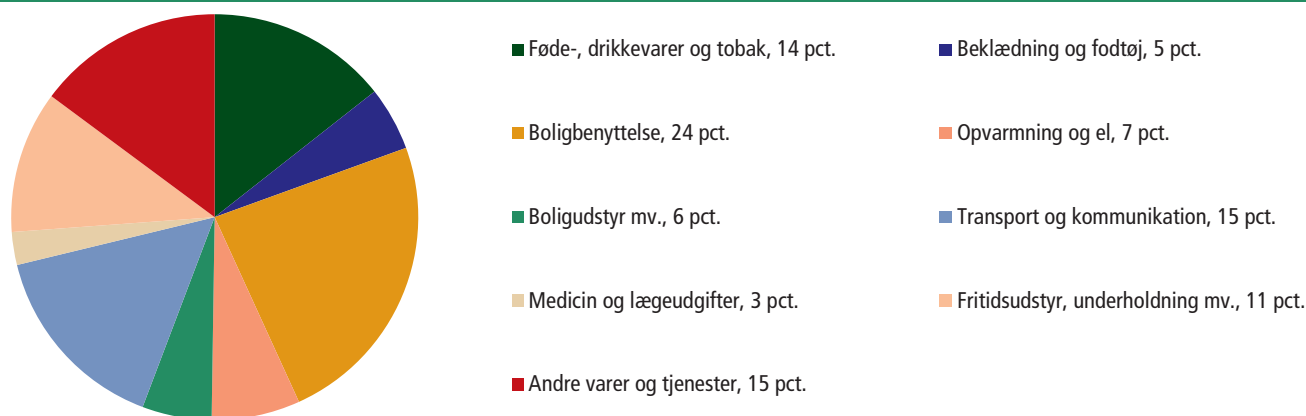 Føde-, drikkevarer og tobak, 14 pct.
Beklædning og fodtøj, 5 pct.
Boligbenyttelse, 24 pct.
Opvarmning og el, 7 pct.
Boligudstyr mv., 6 pct.
Transport og kommunikation, 15 pct.
Medicin og lægeudgifter, 3 pct.
Fritidsudstyr, underholdning mv., 11 pct.
Andre varer og tjenester, 15 pct.